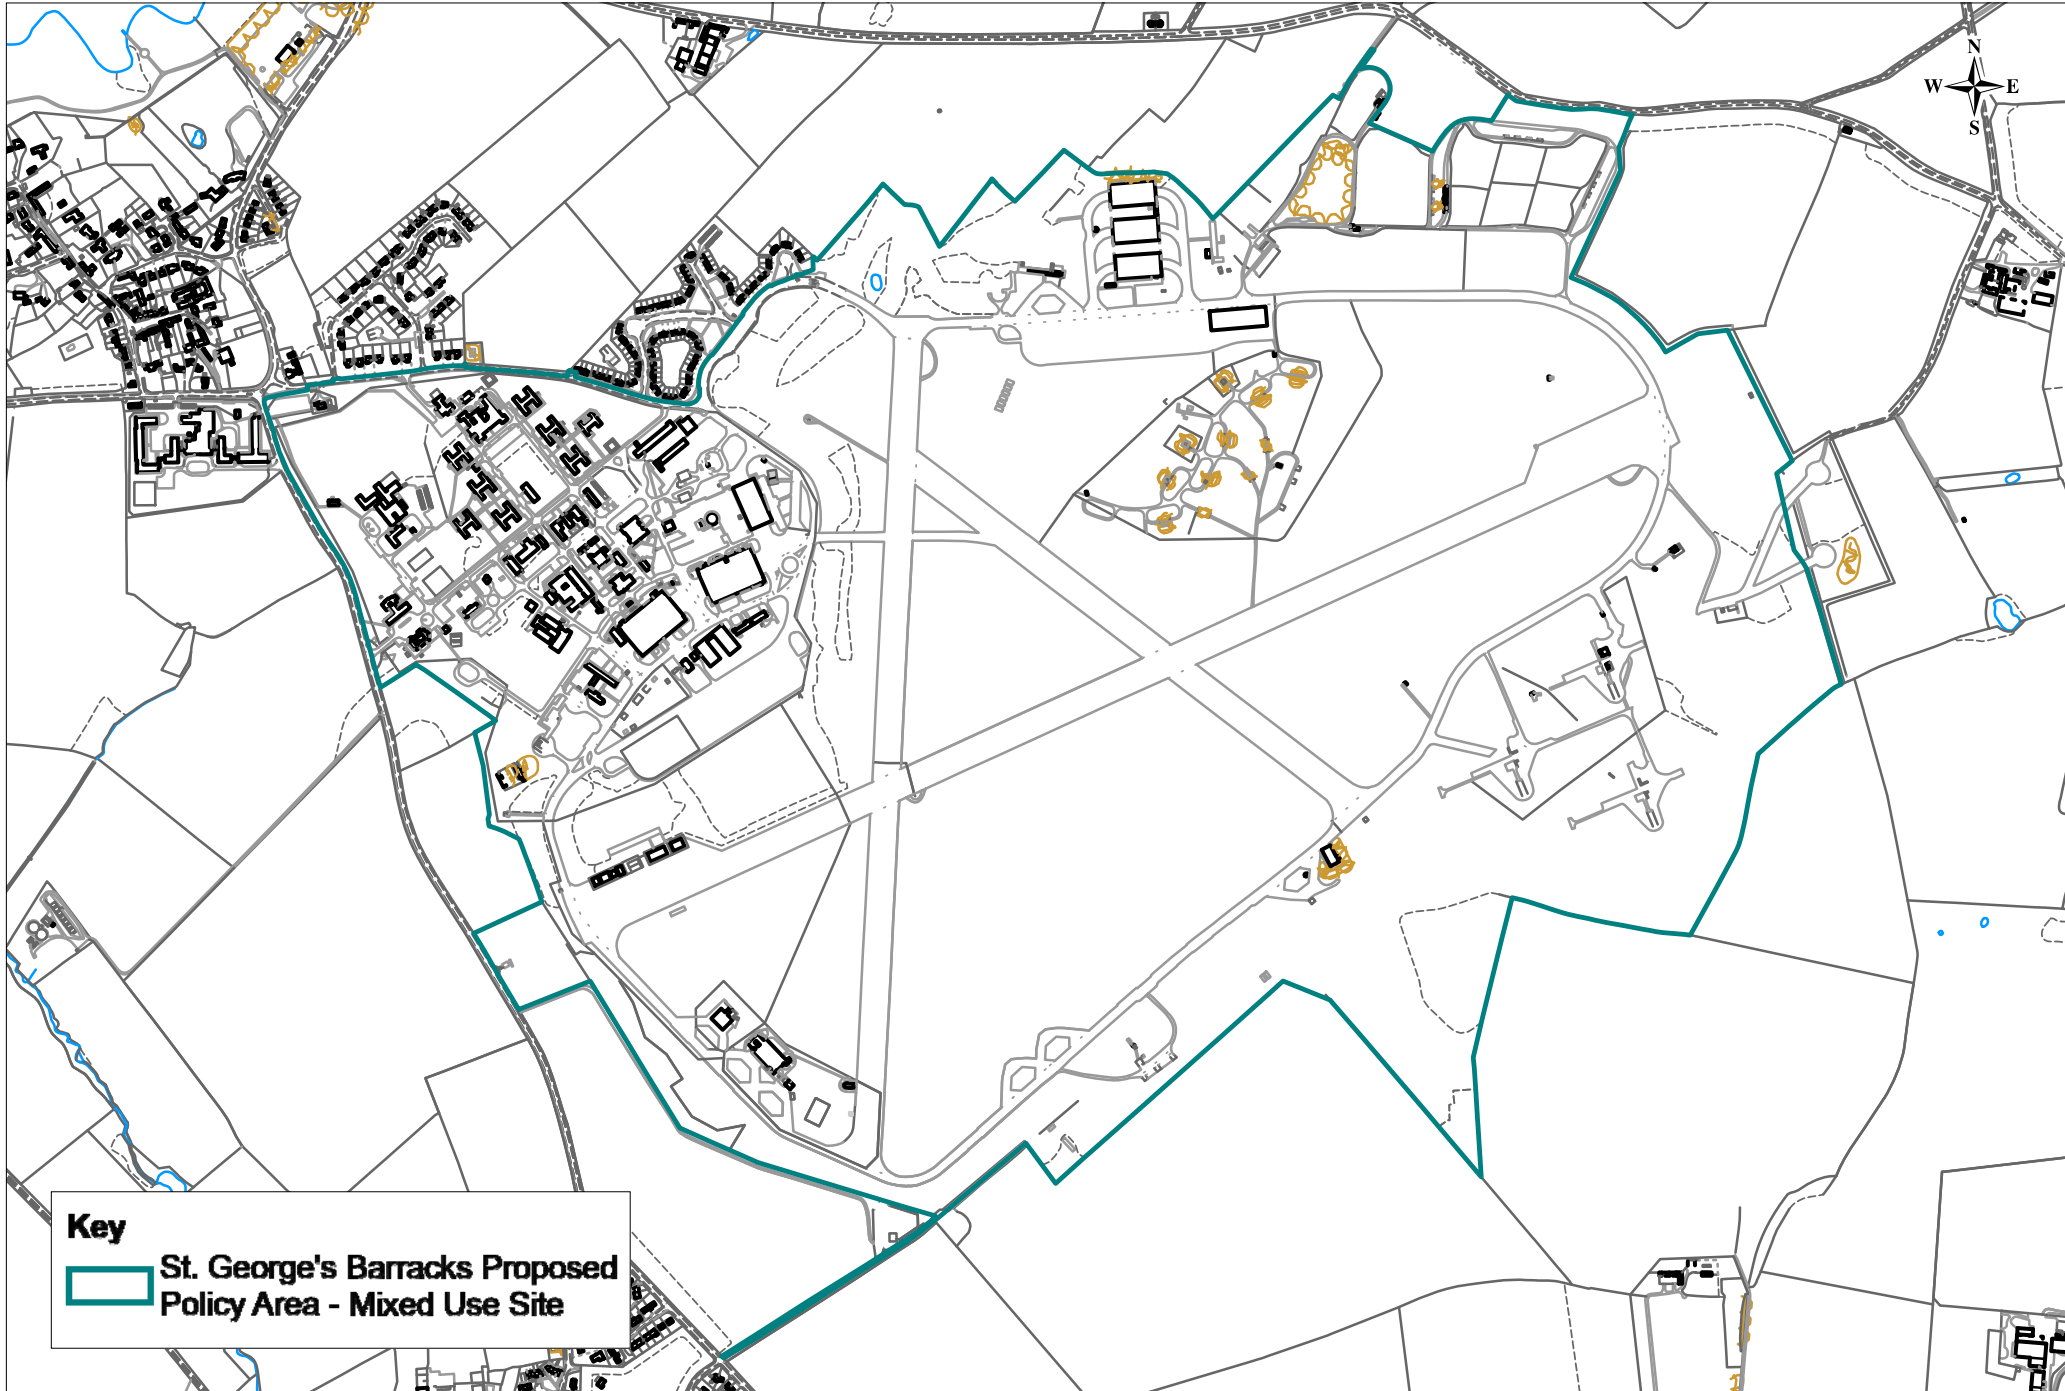 N
W E
S
Key
St. George's Barracks Proposed
Policy Area - Mixed Use Site